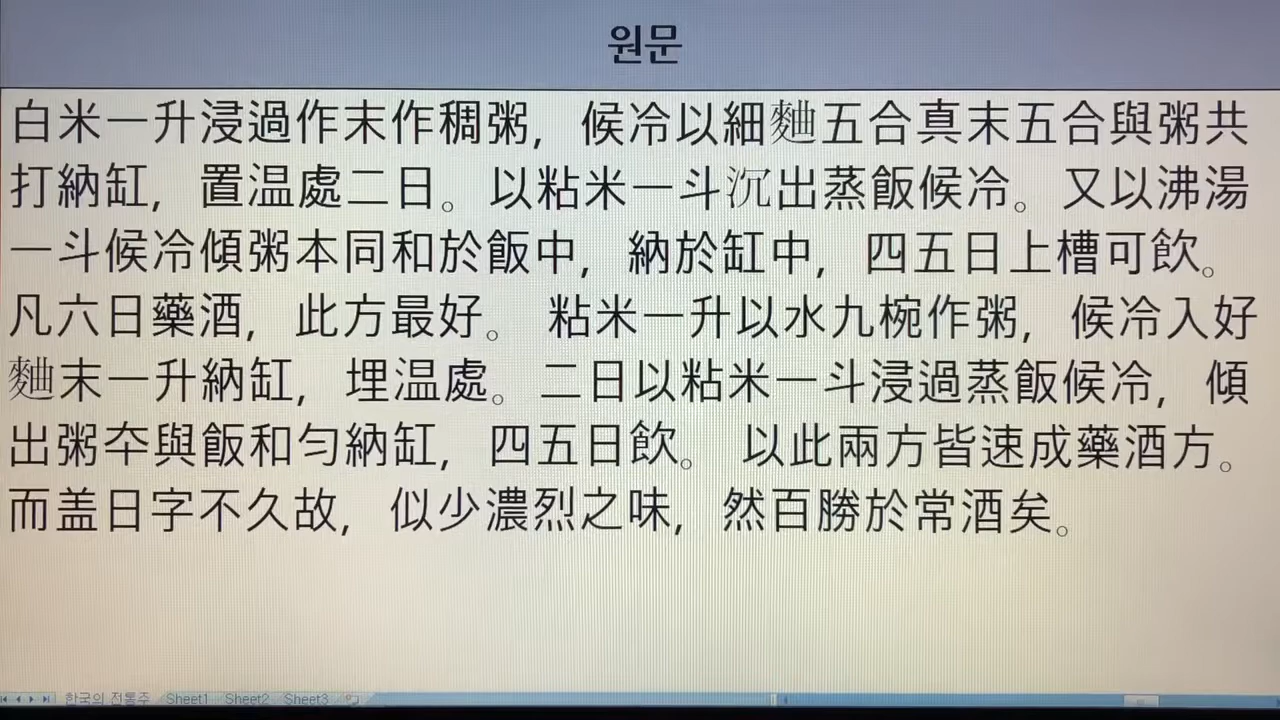 원문
白米一升浸過作末作稠粥, 候冷以細麯五合真末五合與粥共
打納缸, 置温處二日。以粘米一斗沉出蒸飯候冷。又以沸湯
一斗候冷傾粥本同和於飯中, 納於缸中, 四五日上槽可飲。
凡六日藥酒, 此方最好。 粘米一升以水九椀作粥, 候冷入好
麯末一升納缸, 埋温處。二日以粘米一斗浸過蒸飯候冷, 傾
出粥夲與飯和勻納缸, 四五日飲。 以此兩方皆速成藥酒方。
而盖日字不久故, 似少濃烈之味, 然百勝於常酒矣。
한국의 전통주 Sheet1 Sheet2 Sheet3